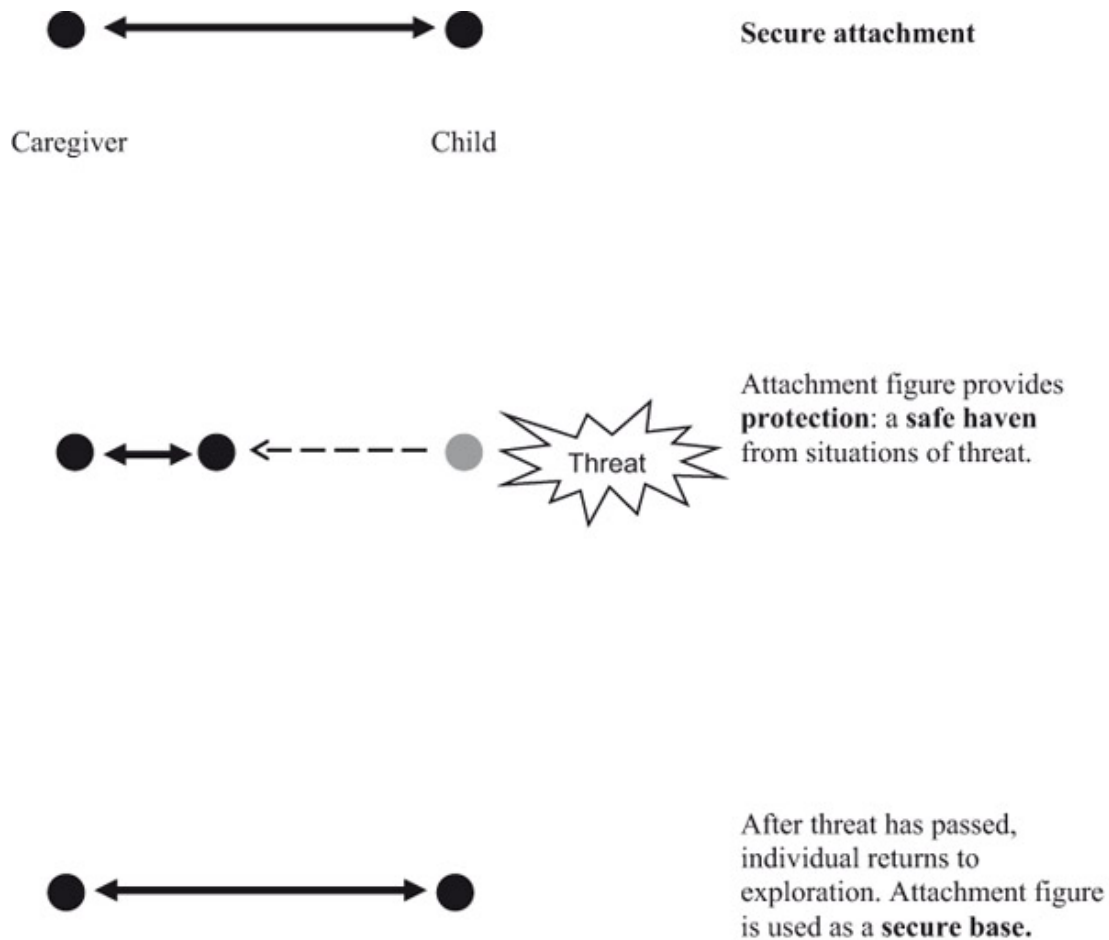 Secure attachment
Caregiver
Child
Attachment figure provides
protection: a safe haven
from situations of threat.
Threat
After threat has passed,
individual returns to
exploration. Attachment figure
is used as a secure base.